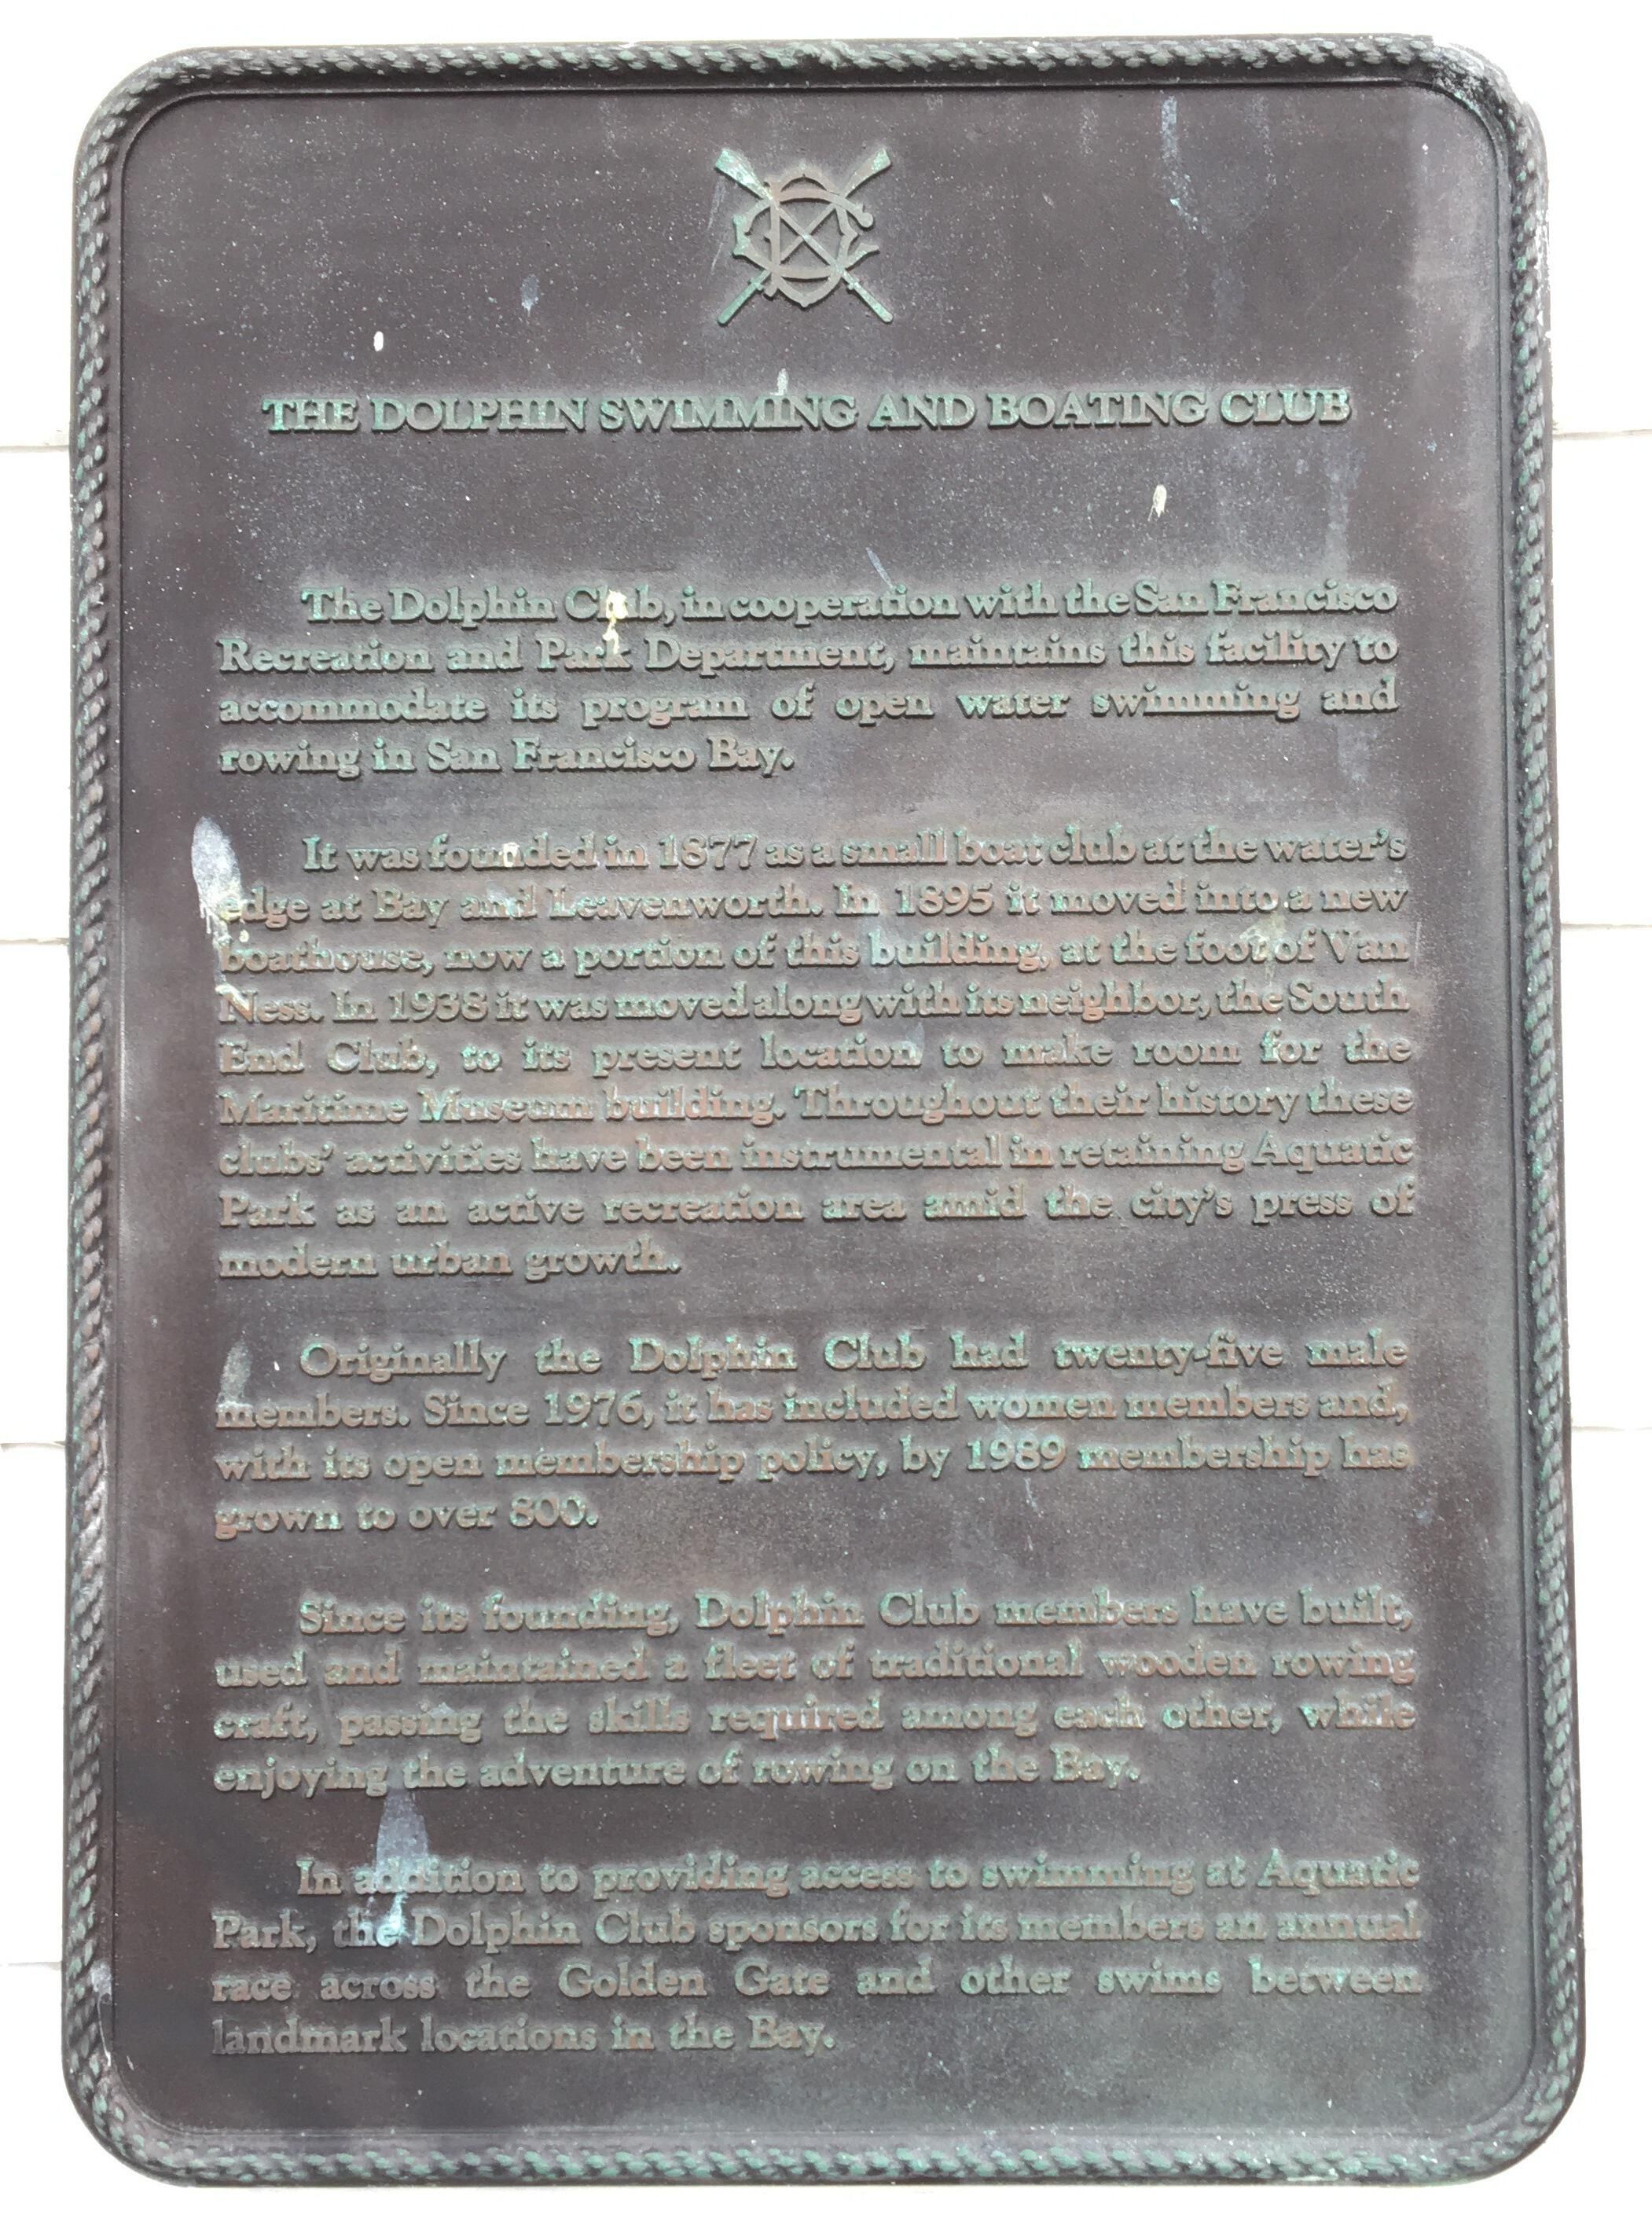 THE DOLPHIN SWIMMING AND BOATING CLUB
The Dolphin Club, in cooperation with the San Francisco
Recreation and Park Department, maintains this facility to
accommodate its program of open water swimming and
rowing in San Francisco Bay.
It was founded in 1877 as a small boat club at the water's
edge at Bay and Leavenworth. In 1895 it moved into a new
boathouse, now a portion of this building, at the foot of Van
Ness. In 1938 it was moved along with its neighbor, the South
End Club, to its present location to make room for the
Maritime Museum building. Throughout their history these
clubs' activities have been instrumental in retaining Aquatic
Park as an active recreation area amid the city's press of
modern urban growth.
Originally the Dolphin Club had twenty-five male
members. Since 1976, it has included women members and,
with its open membership policy, by 1989 membership has
grown to over 800.
Since its founding, Dolphin Club members have built,
used and maintained a fleet of traditional wooden rowing
craft, passing the skills required among each other, while
enjoying the adventure of rowing on the Bay.
In addition to providing access to swimming at Aquatic
Park, the Dolphin Club sponsors for its members an annual
race across the Golden Gate and other swims between
landmark locations in the Bay.